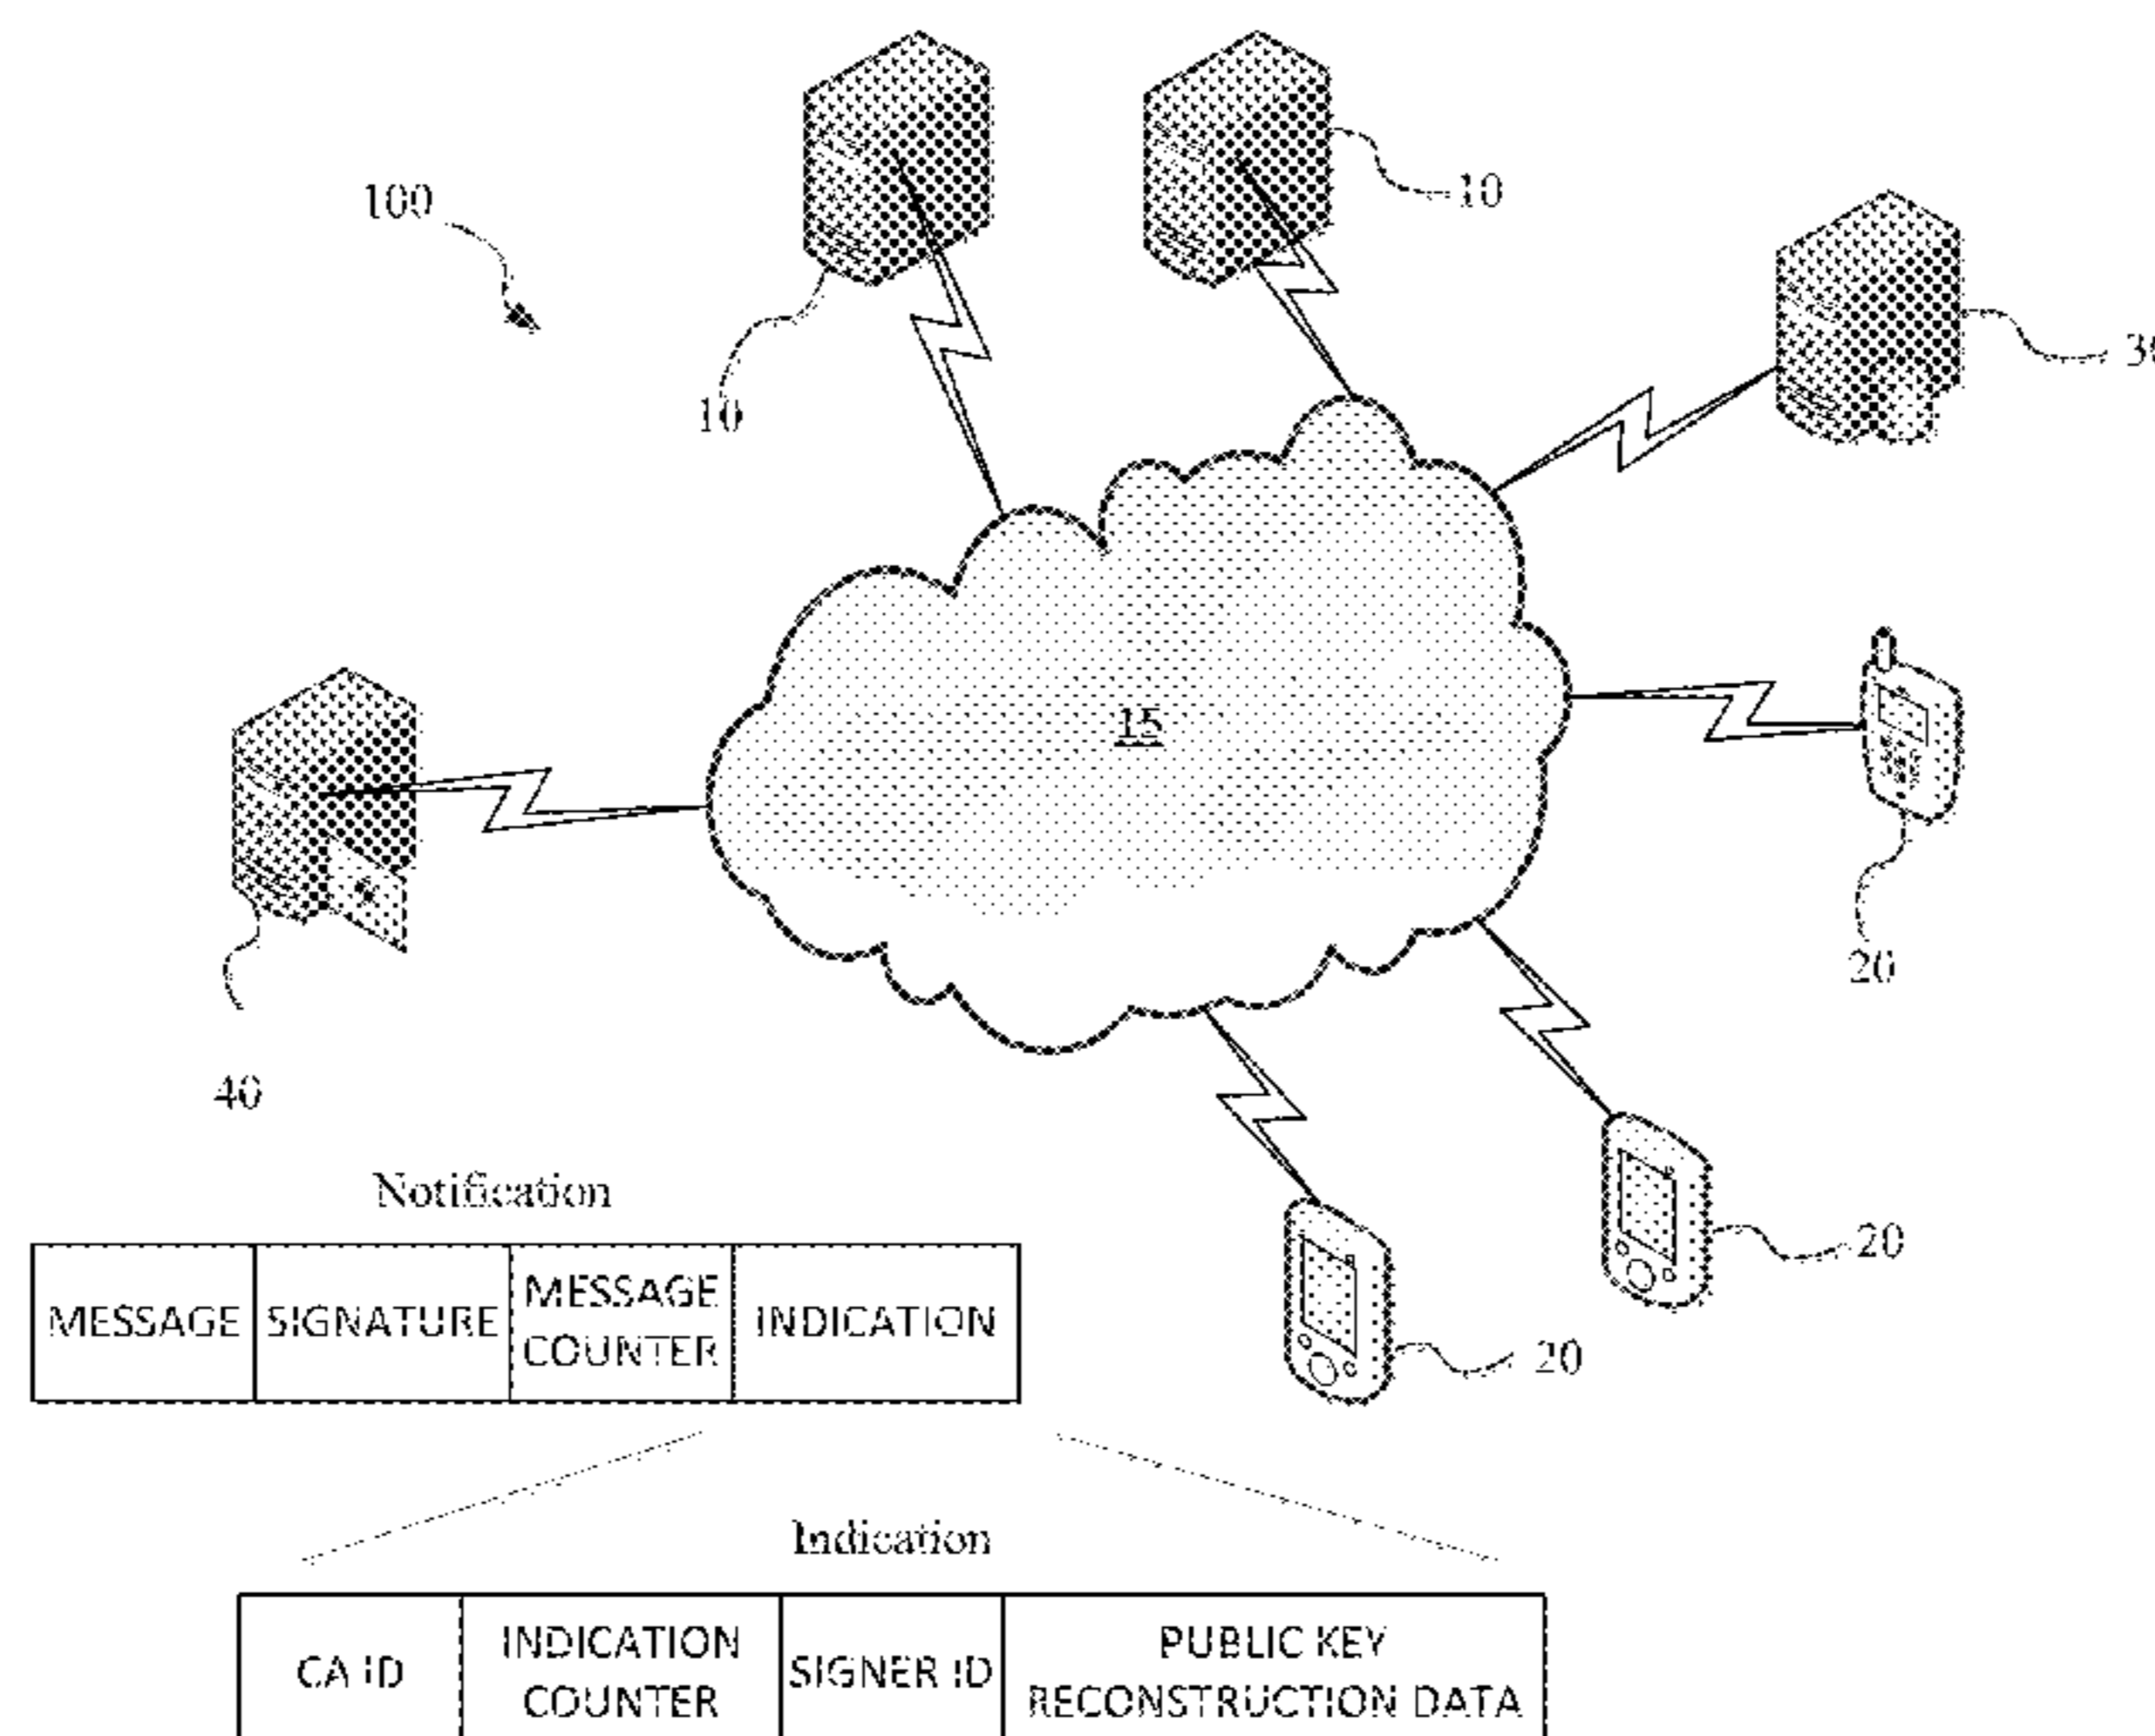 100
10
10
15
20
40
20
20
Notification
MESSAGE
SIGNATURE
MESSAGE
COUNTER
INDICATION
Indication
CA ID
INDICATION
COUNTER
SIGNER ID
PUBLIC KEY
RECONSTRUCTION DATA